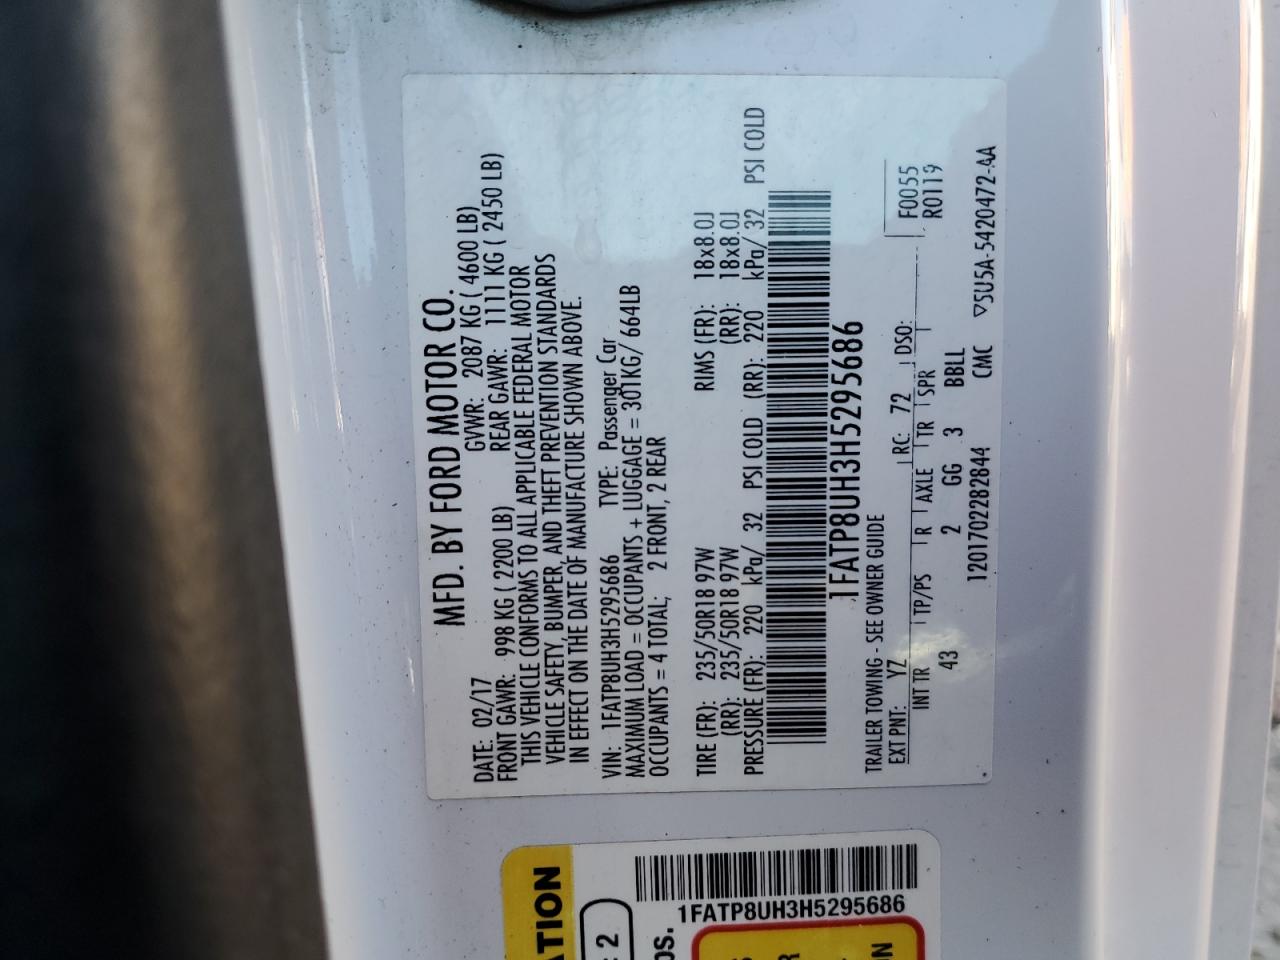 MFD. BY FORD MOTOR CO.
DATE: 02/17 GVWR: 2087 KG ( 4600 LB)
FRONT GAWR: 998 KG ( 2200 LB) REAR GAWR: 1111 KG ( 2450 LB)
THIS VEHICLE CONFORMS TO ALL APPLICABLE FEDERAL MOTOR
VEHICLE SAFETY, BUMPER, AND THEFT PREVENTION STANDARDS
IN EFFECT ON THE DATE OF MANUFACTURE SHOWN ABOVE.
VIN: 1FATP8UH3H5295686 TYPE: Passenger Car
MAXIMUM LOAD = OCCUPANTS + LUGGAGE = 301KG/ 664LB
OCCUPANTS = 4 TOTAL; 2 FRONT, 2 REAR
TIRE (FR): 235/50R18 97W RIMS (FR): 18x8.0J
(RR): 235/50R18 97W (RR): 18x8.0J
PRESSURE (FR): 220 kPa/ 32 PSI COLD (RR): 220 kPa/ 32 PSI COLD
1FATP8UH3H5295686
TRAILER TOWING - SEE OWNER GUIDE
EXT PNT: YZ RC: 72 DSO: F0055
INT TR TP/PS R AXLE TR SPR R0119
43 2 GG 3 BBLL
1201702282844 CMC ▽5U5A-5420472-AA
ATION
: 2
OS.
1FATP8UH3H5295686
S
R
ON